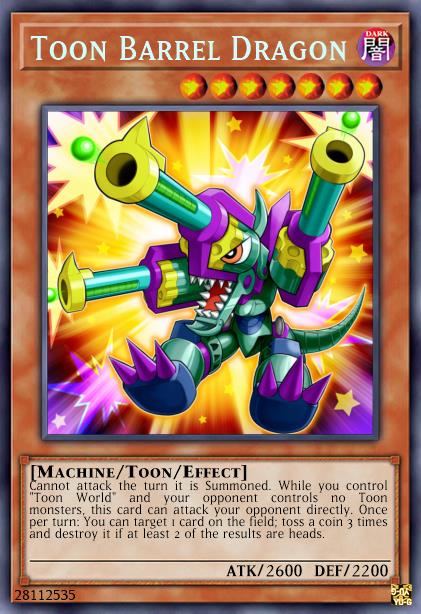 TOON BARREL DRAGON
DARK
闇
[MACHINE/TOON/EFFECT]
Cannot attack the turn it is Summoned. While you control
"Toon World" and your opponent controls no Toon
monsters, this card can attack your opponent directly. Once
per turn: You can target 1 card on the field; toss a coin 3 times
and destroy it if at least 2 of the results are heads.
ATK/2600 DEF/2200
28112535